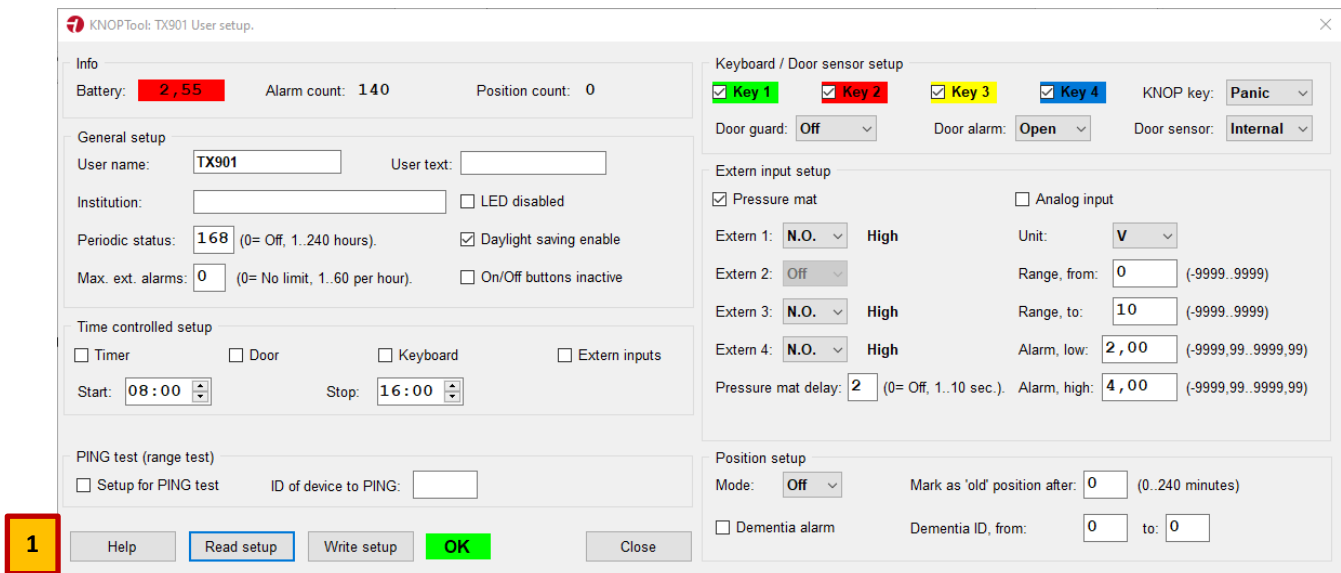 KNOPTool: TX901 User setup.
Info
Battery: 2,55 Alarm count: 140 Position count: 0
General setup
User name: TX901 User text:
Institution: LED disabled
Periodic status: 168 (0= Off, 1..240 hours). Daylight saving enable
Max. ext. alarms: 0 (0= No limit, 1..60 per hour). On/Off buttons inactive
Time controlled setup
Timer Door Keyboard Extern inputs
Start: 08:00 Stop: 16:00
PING test (range test)
Setup for PING test ID of device to PING:
1 Help Read setup Write setup OK Close
Keyboard / Door sensor setup
Key 1 Key 2 Key 3 Key 4 KNOP key: Panic
Door guard: Off Door alarm: Open Door sensor: Internal
Extern input setup
Pressure mat Analog input
Extern 1: N.O. High Unit: V
Extern 2: Off Range, from: 0 (-9999..9999)
Extern 3: N.O. High Range, to: 10 (-9999..9999)
Extern 4: N.O. High Alarm, low: 2,00 (-9999,99..9999,99)
Pressure mat delay: 2 (0= Off, 1..10 sec.). Alarm, high: 4,00 (-9999,99..9999,99)
Position setup
Mode: Off Mark as 'old' position after: 0 (0..240 minutes)
Dementia alarm Dementia ID, from: 0 to: 0